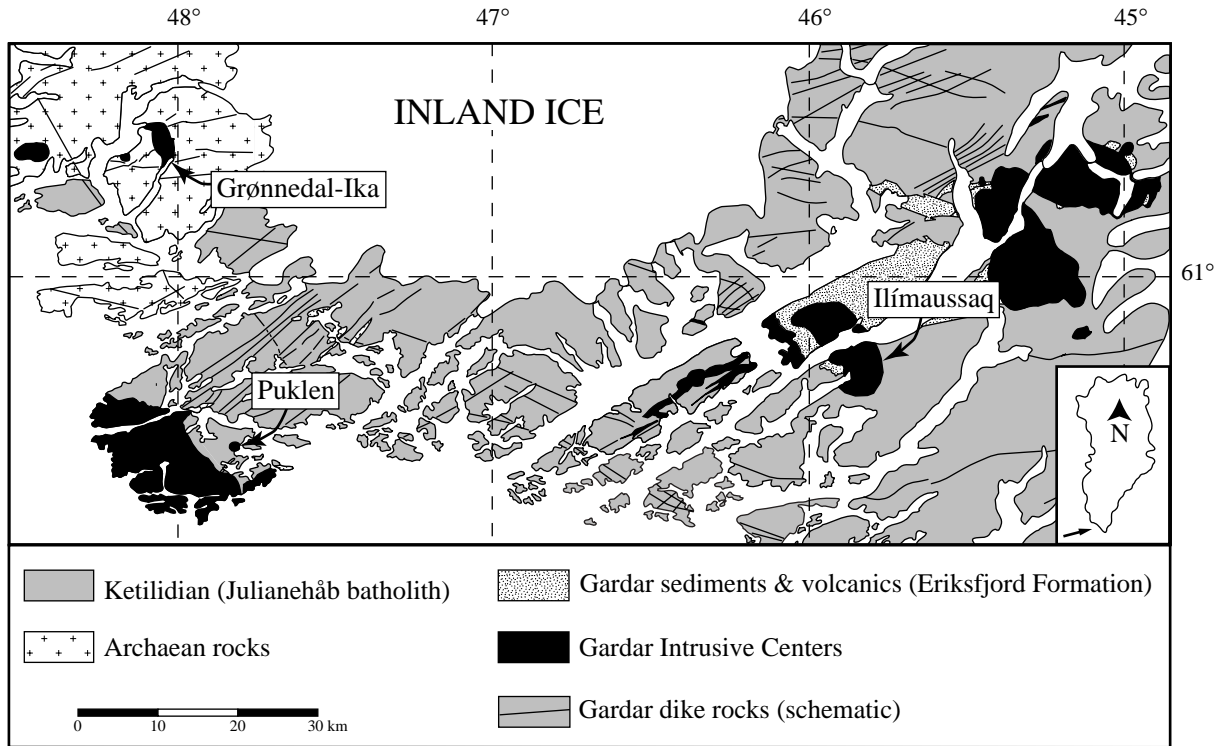 48° 47° 46° 45°
INLAND ICE
Grønnedal-Ika
61°
Ilímaussaq
Puklen
N
Ketilidian (Julianehåb batholith)
Gardar sediments & volcanics (Eriksfjord Formation)
Archaean rocks
Gardar Intrusive Centers
Gardar dike rocks (schematic)
0 10 20 30 km